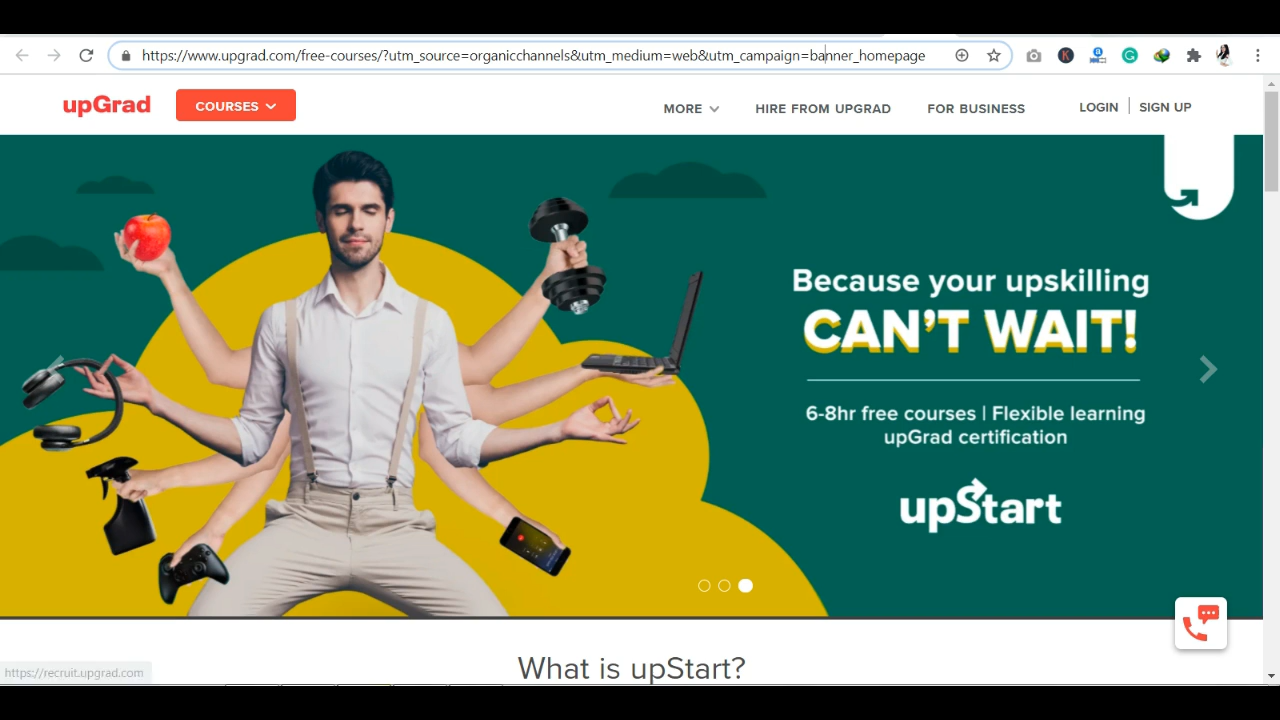 https://www.upgrad.com/free-courses/?utm_source=organicchannels&utm_medium=web&utm_campaign=banner_homepage
upGrad
COURSES
MORE
HIRE FROM UPGRAD
FOR BUSINESS
LOGIN
SIGN UP
Because your upskilling
CAN'T WAIT!
6-8hr free courses | Flexible learning
upGrad certification
upStart
What is upStart?
https://recruit.upgrad.com